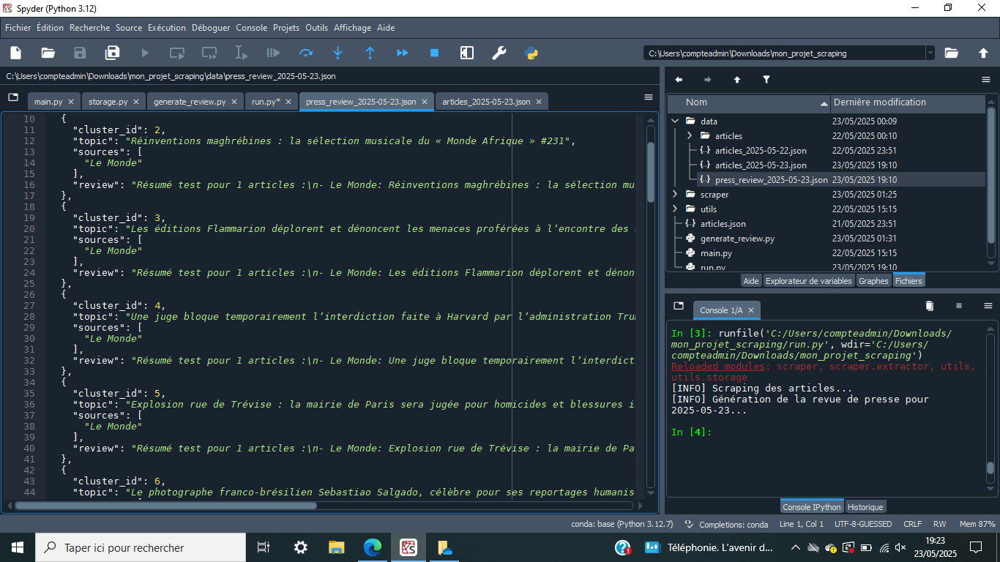 Spyder (Python 3.12)
Fichier Édition Recherche Source Exécution Déboguer Console Projets Outils Affichage Aide
C:\Users\compteadmin\Downloads\mon_projet_scraping
C:\Users\compteadmin\Downloads\mon_projet_scraping\data\press_review_2025-05-23.json
main.py storage.py generate_review.py run.py* press_review_2025-05-23.json articles_2025-05-23.json
10 {
11 "cluster_id": 2,
12 "topic": "Réinventions maghrébines : la sélection musicale du « Monde Afrique » #231",
13 "sources": [
14 "Le Monde"
15 ],
16 "review": "Résumé test pour 1 articles :\n- Le Monde: Réinventions maghrébines : la sélection mu
17 },
18 {
19 "cluster_id": 3,
20 "topic": "Les éditions Flammarion déplorent et dénoncent les menaces proférées à l’encontre des
21 "sources": [
22 "Le Monde"
23 ],
24 "review": "Résumé test pour 1 articles :\n- Le Monde: Les éditions Flammarion déplorent et dénon
25 },
26 {
27 "cluster_id": 4,
28 "topic": "Une juge bloque temporairement l’interdiction faite à Harvard par l’administration Tru
29 "sources": [
30 "Le Monde"
31 ],
32 "review": "Résumé test pour 1 articles :\n- Le Monde: Une juge bloque temporairement l’interdict
33 },
34 {
35 "cluster_id": 5,
36 "topic": "Explosion rue de Trévise : la mairie de Paris sera jugée pour homicides et blessures i
37 "sources": [
38 "Le Monde"
39 ],
40 "review": "Résumé test pour 1 articles :\n- Le Monde: Explosion rue de Trévise : la mairie de Pa
41 },
42 {
43 "cluster_id": 6,
44 "topic": "Le photographe franco-brésilien Sebastiao Salgado, célèbre pour ses reportages humanis
Nom Dernière modification
data 23/05/2025 00:09
articles 22/05/2025 00:10
articles_2025-05-22.json 22/05/2025 23:51
articles_2025-05-23.json 23/05/2025 19:10
press_review_2025-05-23.json 23/05/2025 19:10
scraper 23/05/2025 01:25
utils 22/05/2025 15:15
articles.json 21/05/2025 23:51
generate_review.py 23/05/2025 01:31
main.py 22/05/2025 15:15
run.py 23/05/2025 19:10
Aide Explorateur de variables Graphes Fichiers
Console 1/A
In [3]: runfile('C:/Users/compteadmin/Downloads/
mon_projet_scraping/run.py', wdir='C:/Users/
compteadmin/Downloads/mon_projet_scraping')
Reloaded modules: scraper, scraper.extractor, utils,
utils.storage
[INFO] Scraping des articles...
[INFO] Génération de la revue de presse pour
2025-05-23...
In [4]:
Console IPython Historique
conda: base (Python 3.12.7) Completions: conda Line 1, Col 1 UTF-8-GUESSED CRLF RW Mem 87%
Taper ici pour rechercher
Téléphonie. L’avenir d...
19:23
23/05/2025